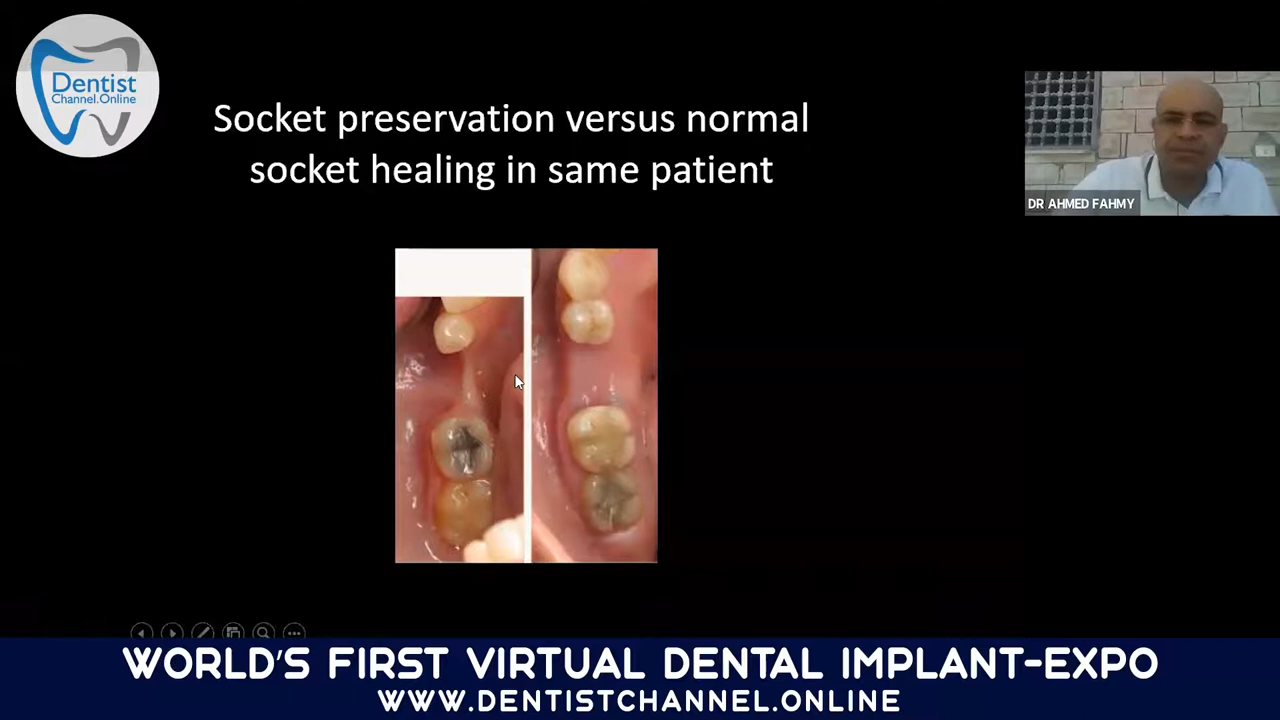 Dentist
Channel.Online
Socket preservation versus normal
socket healing in same patient
DR AHMED FAHMY
WORLD'S FIRST VIRTUAL DENTAL IMPLANT-EXPO
WWW.DENTISTCHANNEL.ONLINE